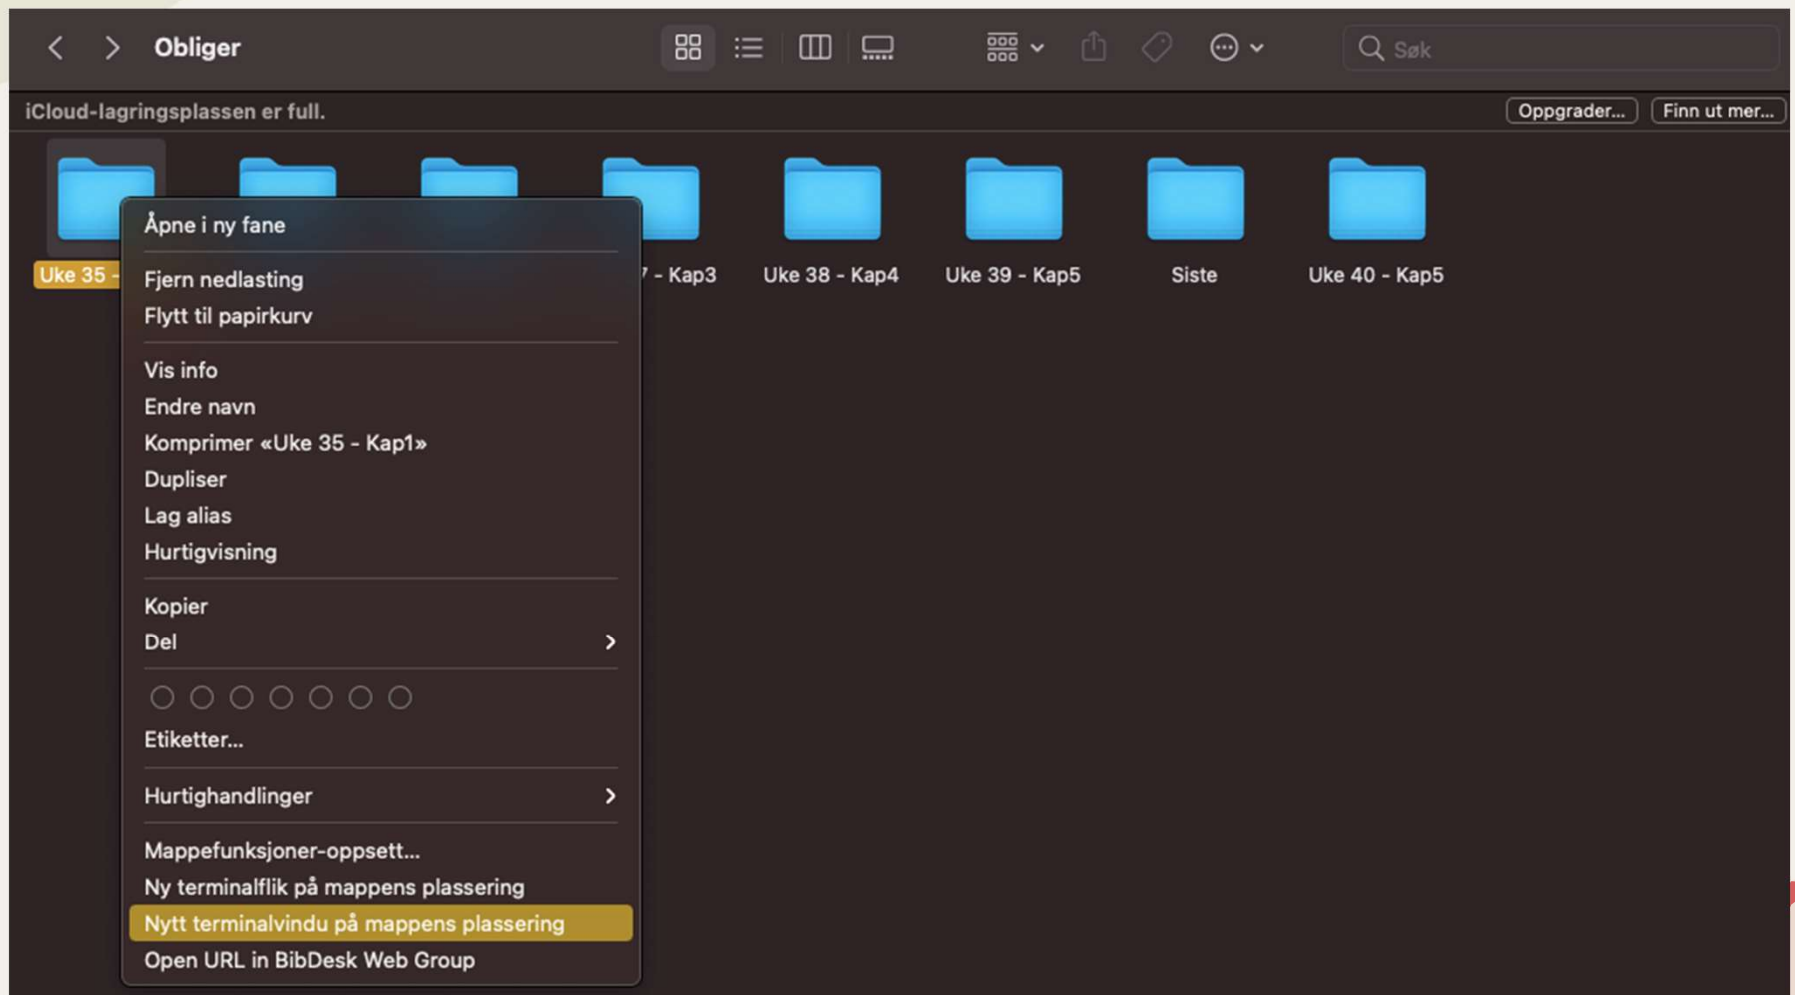 Obliger
Søk
iCloud-lagringsplassen er full.
Oppgrader...
Finn ut mer...
Uke 35 -
- Kap3
Uke 38 - Kap4
Uke 39 - Kap5
Siste
Uke 40 - Kap5
Åpne i ny fane
Fjern nedlasting
Flytt til papirkurv
Vis info
Endre navn
Komprimer «Uke 35 - Kap1»
Dupliser
Lag alias
Hurtigvisning
Kopier
Del
Etiketter...
Hurtighandlinger
Mappefunksjoner-oppsett...
Ny terminalflik på mappens plassering
Nytt terminalvindu på mappens plassering
Open URL in BibDesk Web Group